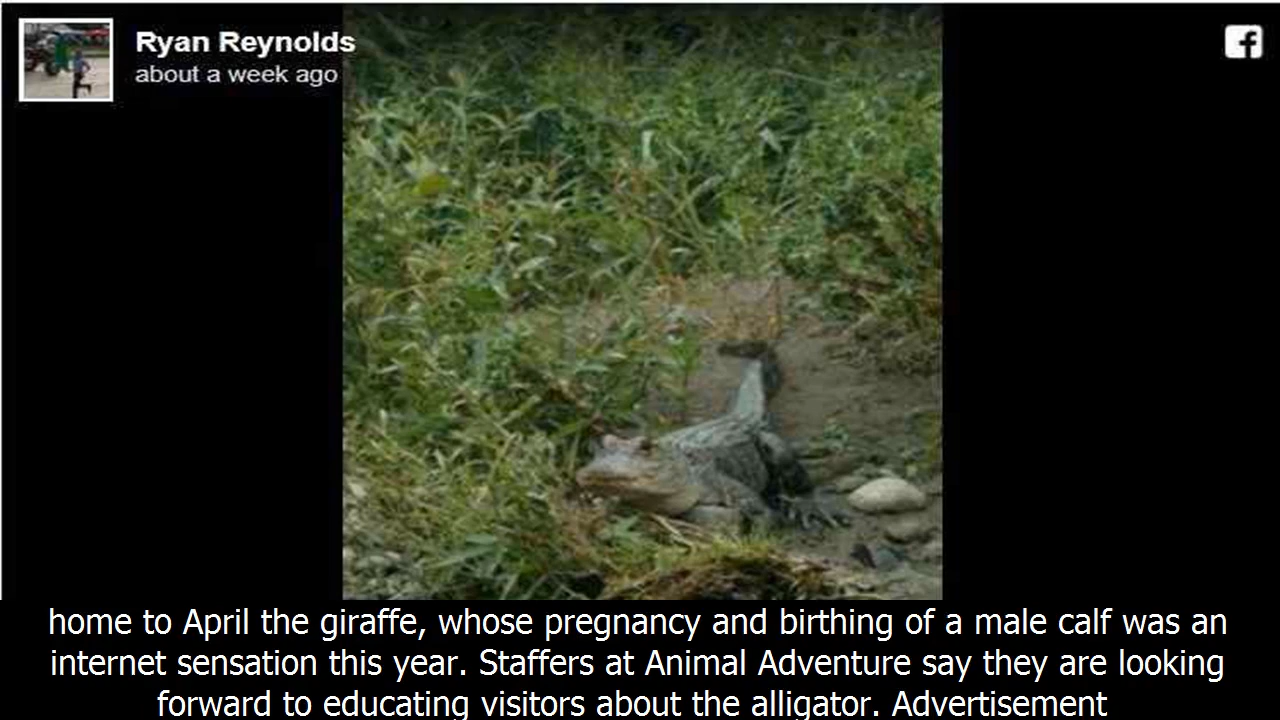 Ryan Reynolds
about a week ago
home to April the giraffe, whose pregnancy and birthing of a male calf was an
internet sensation this year. Staffers at Animal Adventure say they are looking
forward to educating visitors about the alligator. Advertisement